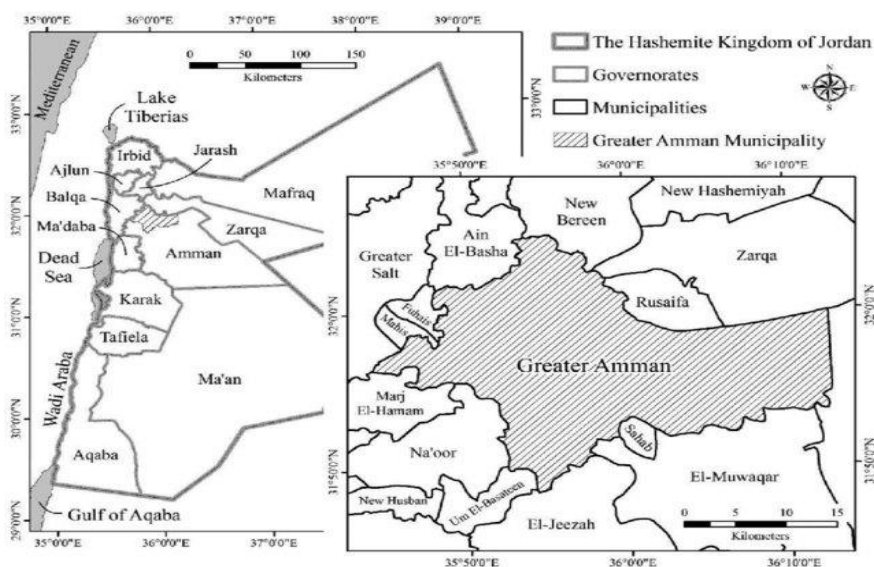 35°0'0"E
36°0'0"E
37°0'0"E
38°0'0"E
39°0'0"E
0
50
100
150
Kilometers
The Hashemite Kingdom of Jordan
Governorates
Municipalities
Greater Amman Municipality
N
W
E
S
Mediterranean
Lake
Tiberias
Irbid
Jarash
Ajlun
Balqa
Ma'daba
Dead
Sea
Mafraq
Zarqa
Amman
Karak
Tafiela
Ma'an
Wadi Araba
Aqaba
Gulf of Aqaba
33°0'0"N
32°0'0"N
31°0'0"N
30°0'0"N
29°0'0"N
33°0'0"N
35°0'0"E
36°0'0"E
37°0'0"E
35°50'0"E
36°0'0"E
36°10'0"E
New Hashemiyah
New
Bereen
Ain
El-Basha
Greater
Salt
Zarqa
Rusaifa
Fuhais
Mahis
Greater Amman
Marj
El-Hamam
Na'oor
Sahab
El-Muwaqar
New Husban
Um El-Basateen
El-Jeezah
0
5
10
15
Kilometers
32°0'0"N
31°50'0"N
32°0'0"N
31°50'0"N
35°50'0"E
36°0'0"E
36°10'0"E